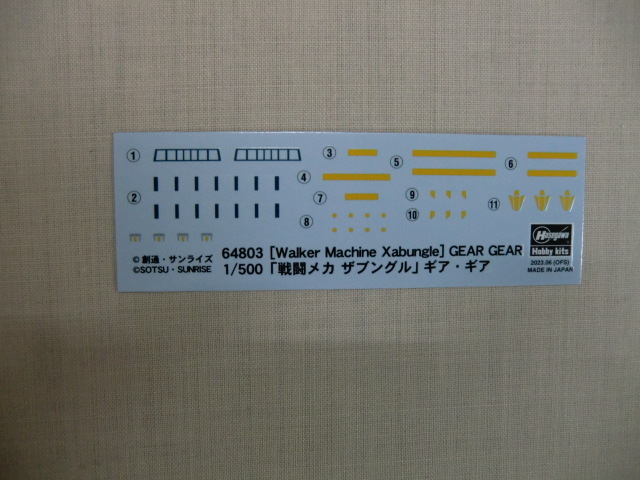 ① ③ ⑤ ⑥
④
② ⑦ ⑨ ⑪
⑧ ⑩
64803 [Walker Machine Xabungle] GEAR GEAR
1/500「戦闘メカ ザブングル」ギア・ギア
©創通・サンライズ
©SOTSU・SUNRISE
Hasegawa
Hobby kits
2023.06 (OFS)
MADE IN JAPAN